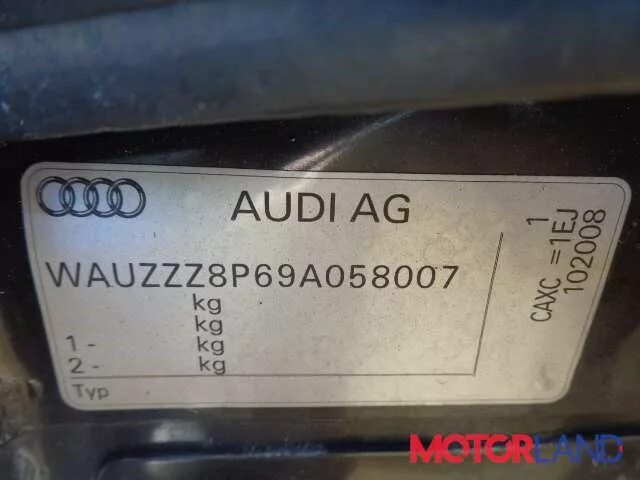 AUDI AG
WAUZZZ8P69A058007
kg
kg
1 - kg
2 - kg
Typ
1
CAXC =1EJ
102008
MOTORLAND